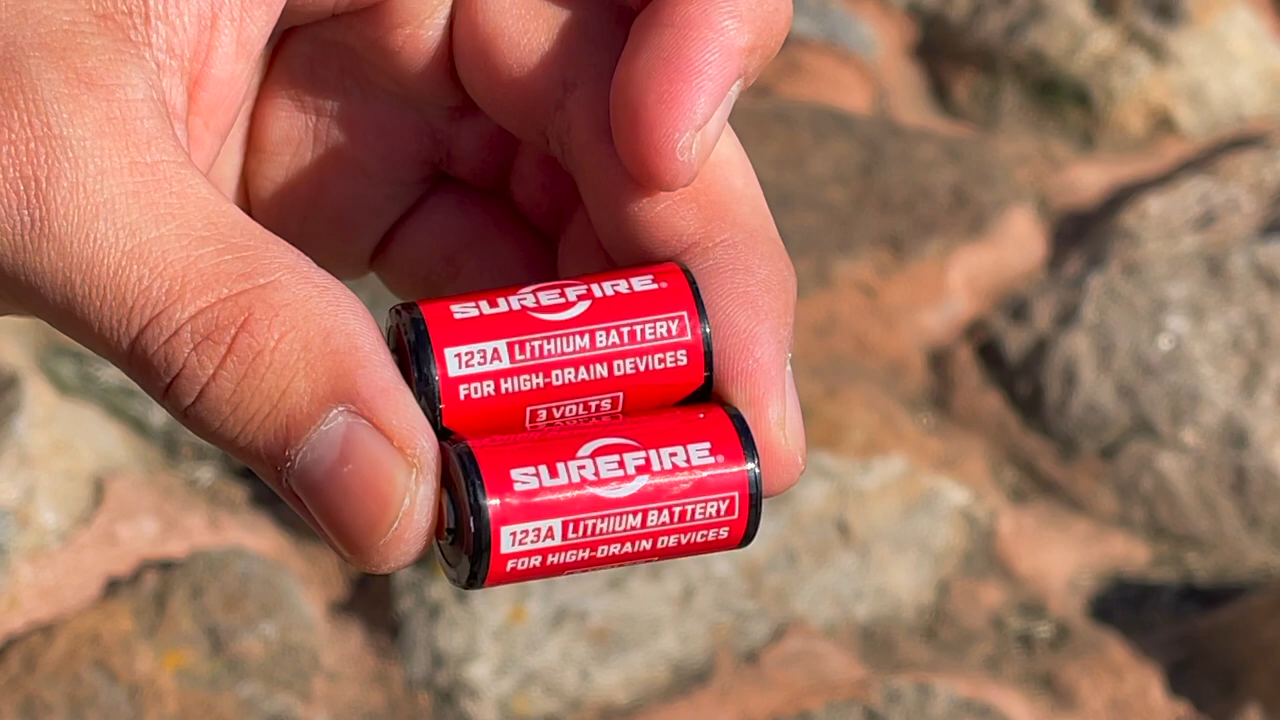 SUREFIRE
123A LITHIUM BATTERY
FOR HIGH-DRAIN DEVICES
3 VOLTS
SUREFIRE
123A LITHIUM BATTERY
FOR HIGH-DRAIN DEVICES